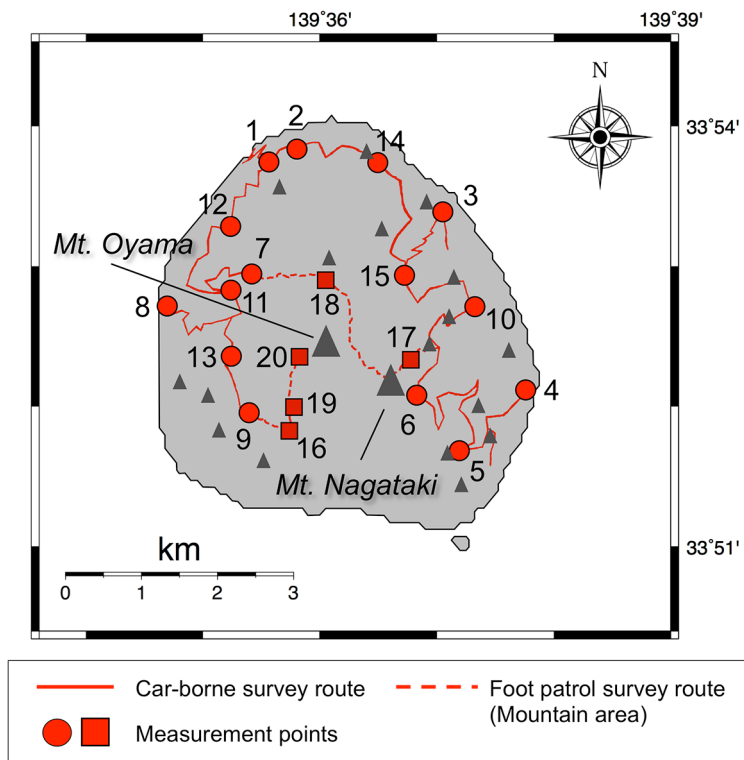 139°36'
139°39'
N
33°54'
1
2
14
12
3
Mt. Oyama
7
15
18
8
11
10
17
13
20
4
19
6
9
16
5
Mt. Nagataki
km
33°51'
0 1 2 3
Car-borne survey route
Foot patrol survey route
(Mountain area)
Measurement points